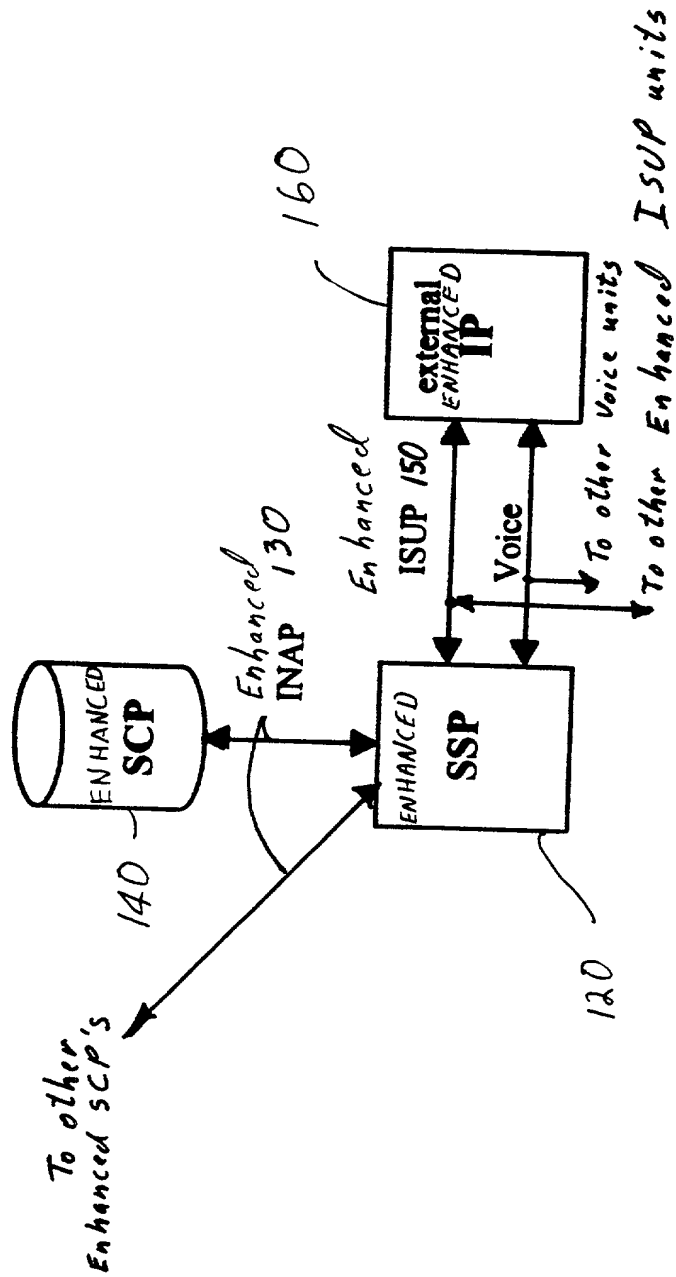 To other
Enhanced SCP's
140
ENHANCED
SCP
Enhanced
INAP 130
ENHANCED
SSP
120
Enhanced
ISUP 150
Voice
160
external
ENHANCED
IP
To other Voice units
To other Enhanced ISUP units